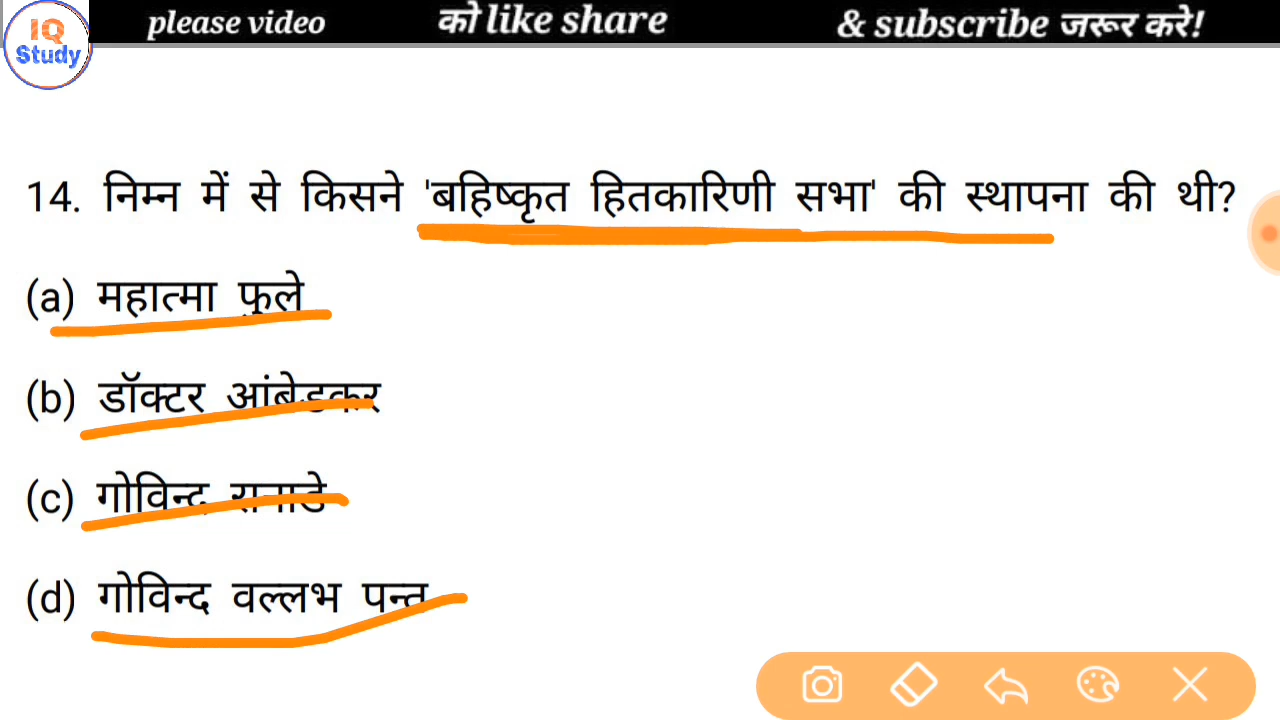 please video को like share & subscribe जरूर करे!
IQ
Study
14. निम्न में से किसने 'बहिष्कृत हितकारिणी सभा' की स्थापना की थी?
(a) महात्मा फुले
(b) डॉक्टर आंबेडकर
(c) गोविन्द रानाडे
(d) गोविन्द वल्लभ पन्त